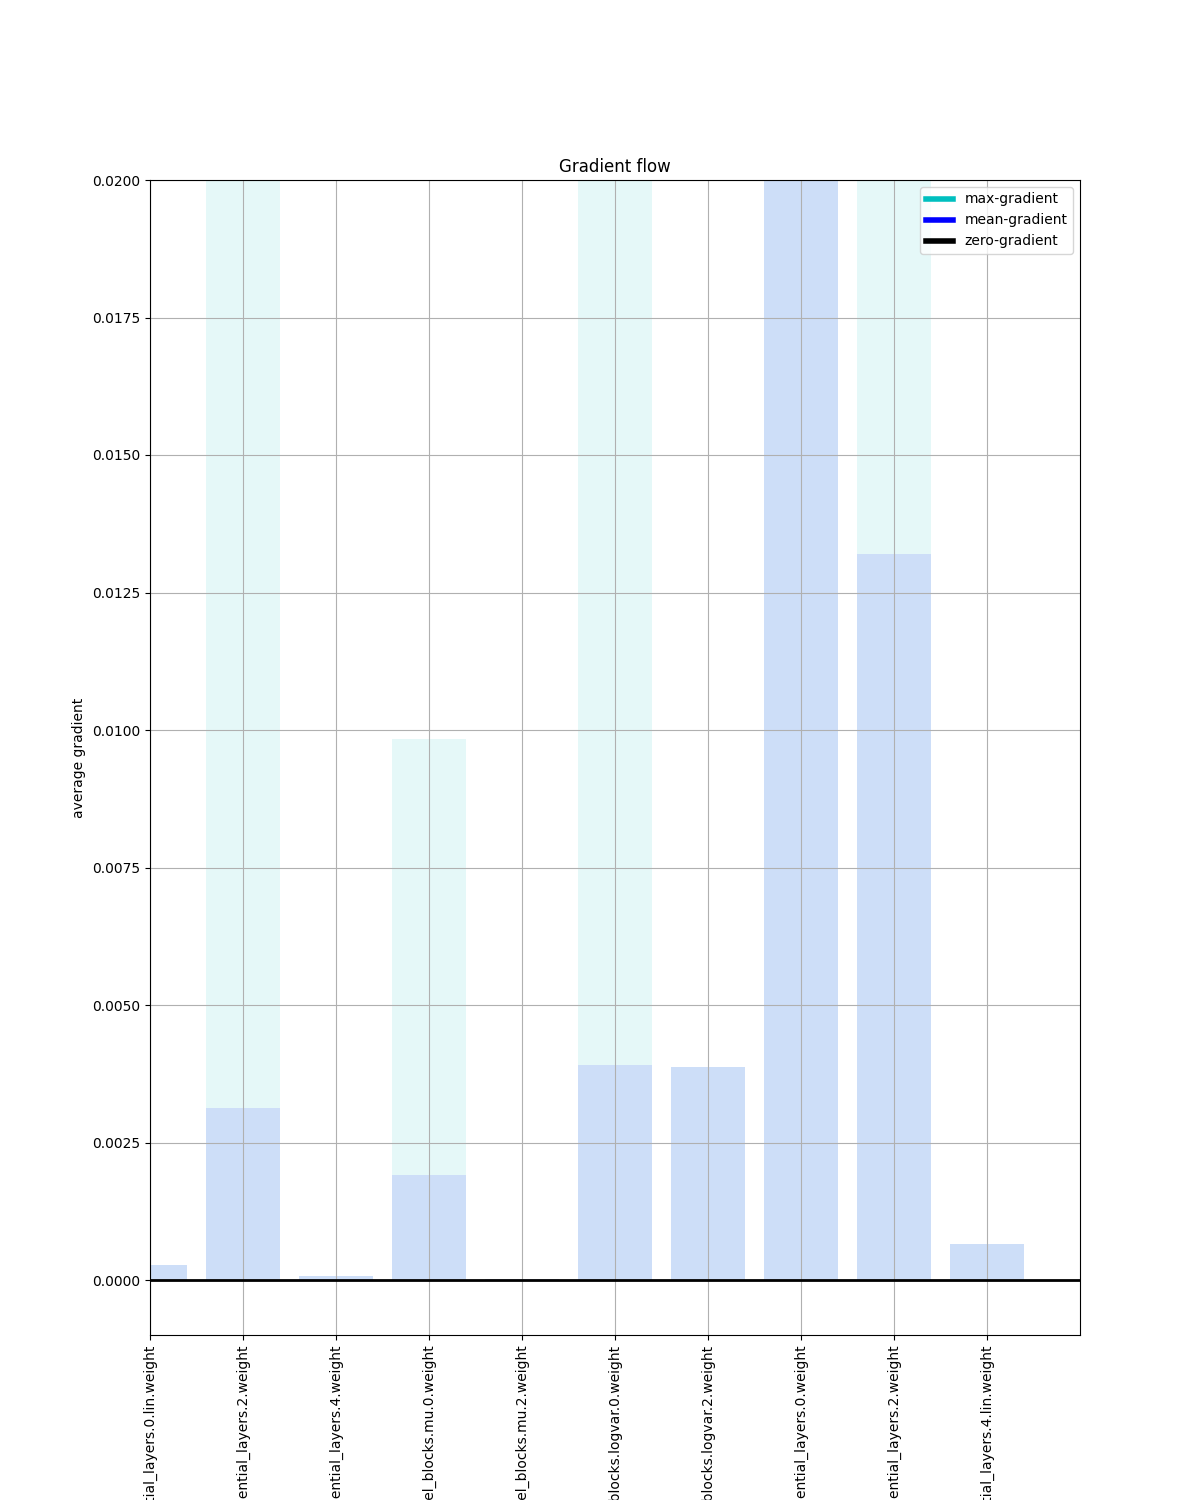 Gradient flow
0.0200
0.0175
0.0150
0.0125
0.0100
0.0075
0.0050
0.0025
0.0000
average gradient
max-gradient
mean-gradient
zero-gradient
tial_layers.0.lin.weight
ential_layers.2.weight
ential_layers.4.weight
el_blocks.mu.0.weight
el_blocks.mu.2.weight
blocks.logvar.0.weight
blocks.logvar.2.weight
ential_layers.0.weight
ential_layers.2.weight
tial_layers.4.lin.weight